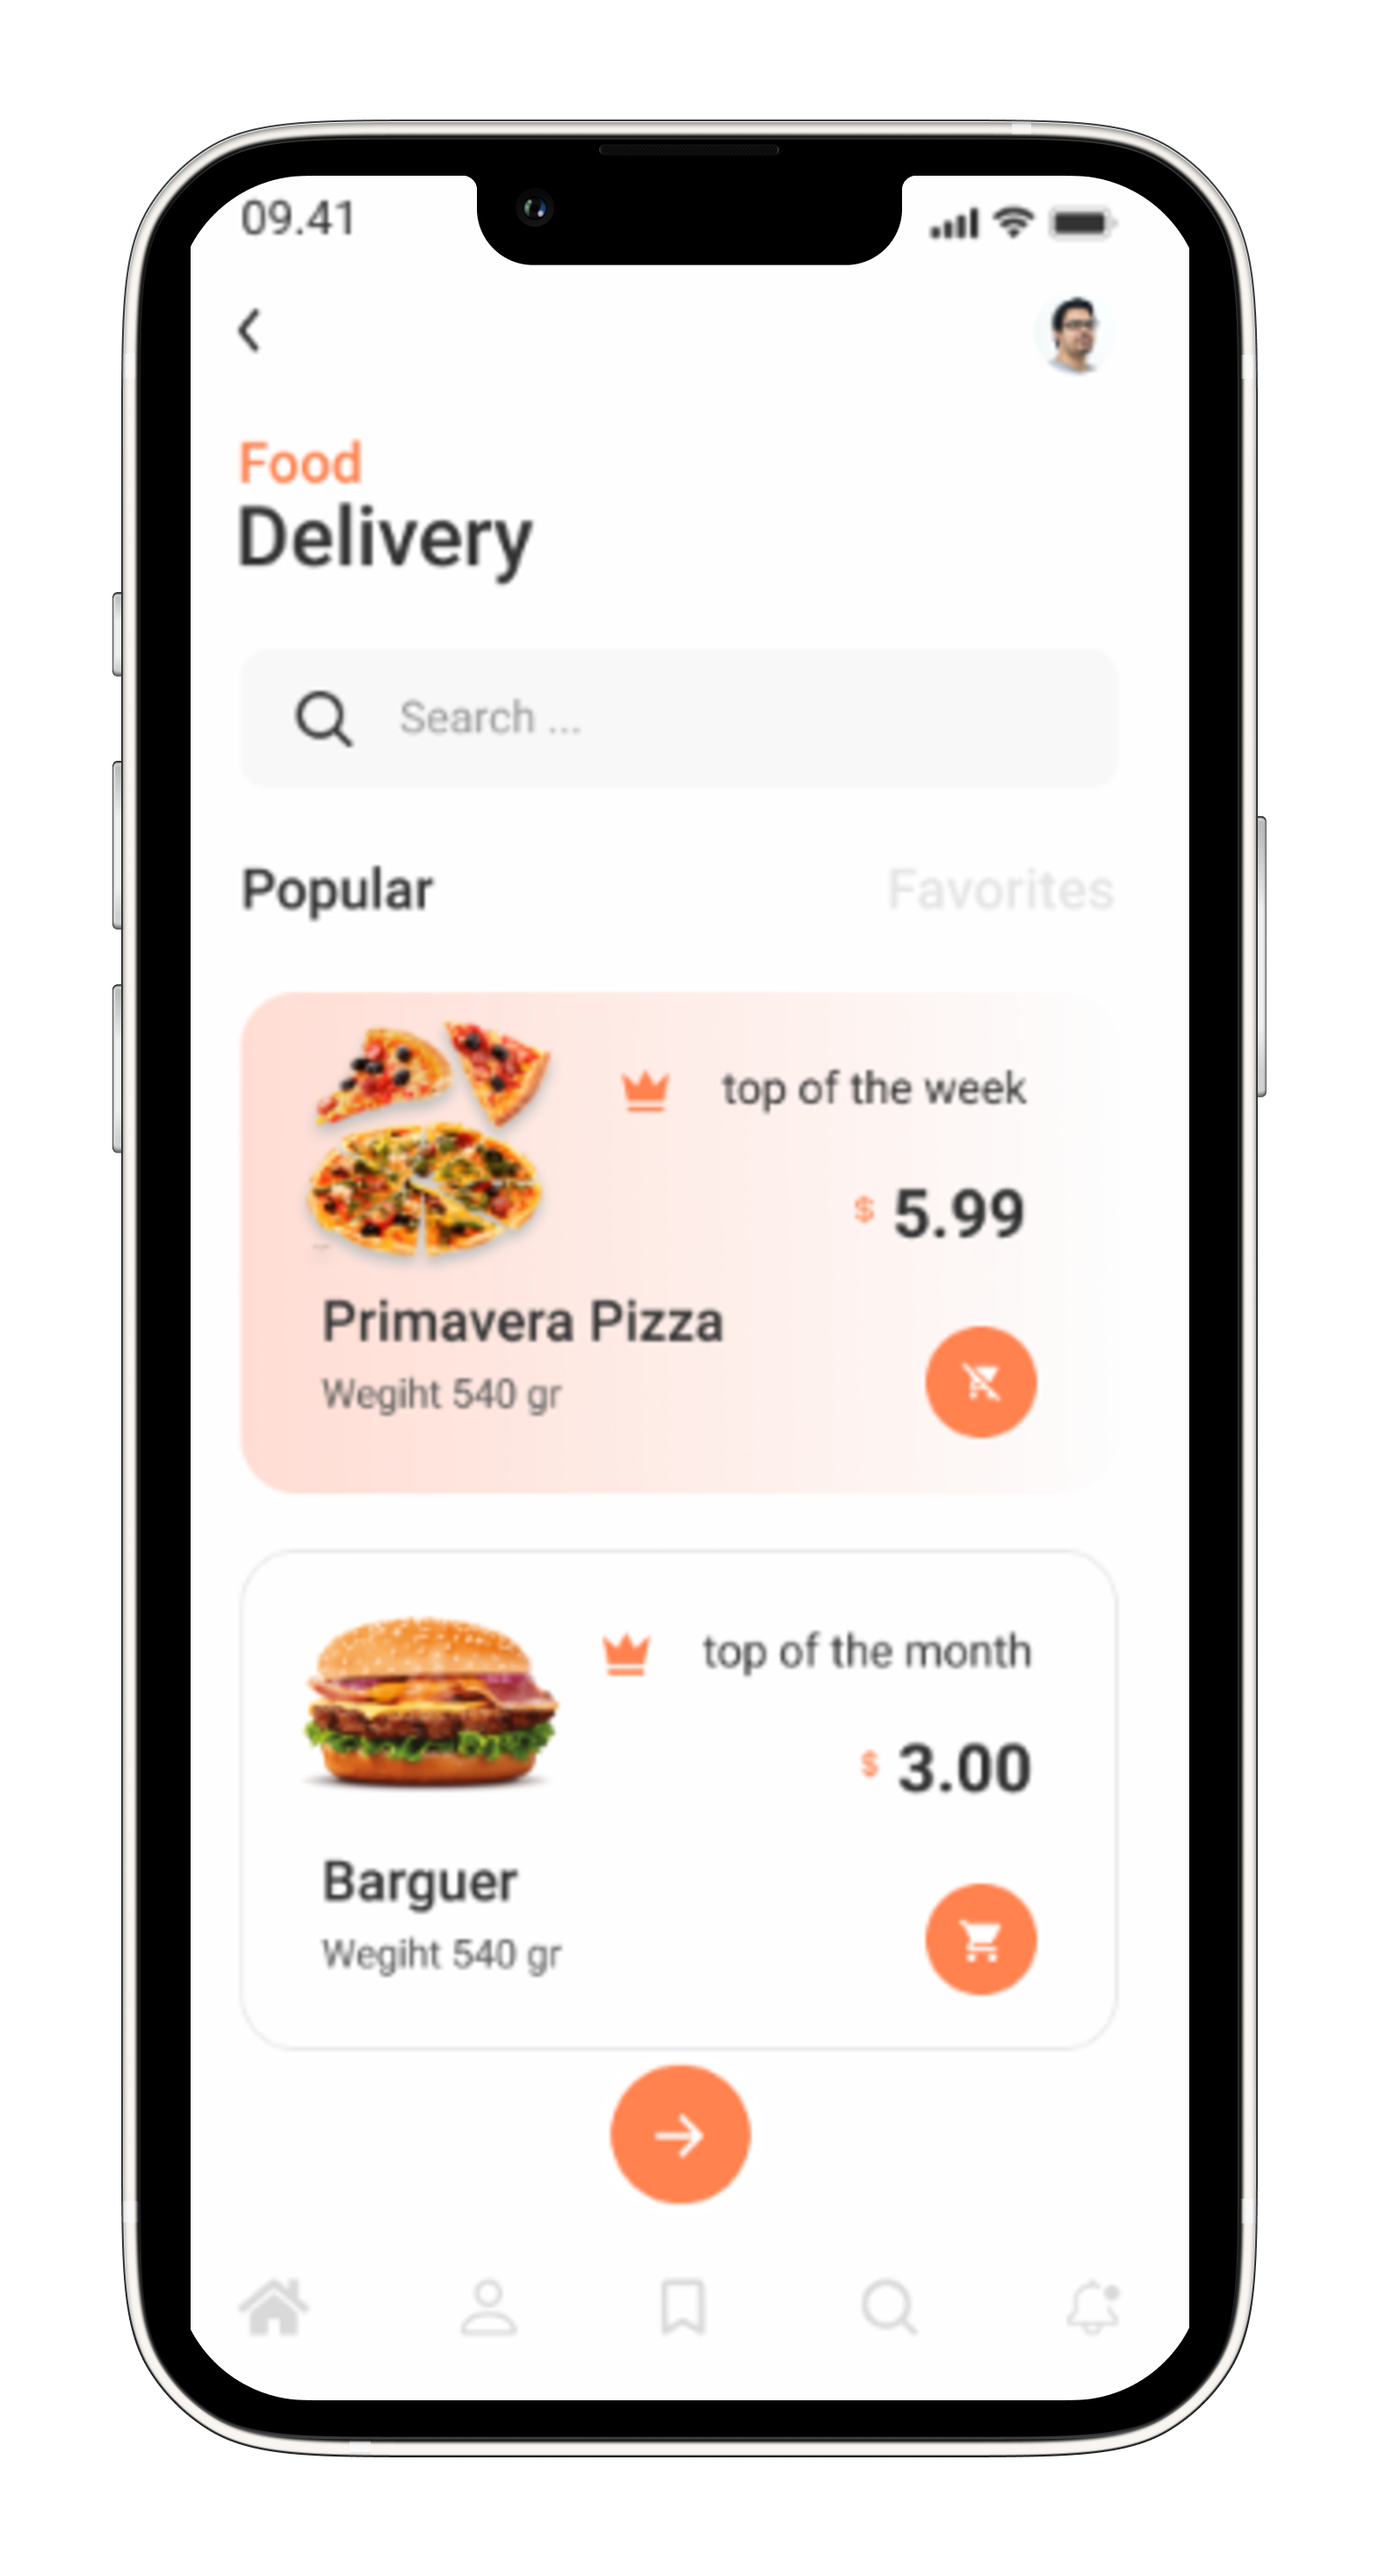 09.41
Food
Delivery
Search ...
Popular
Favorites
top of the week
$ 5.99
Primavera Pizza
Wegiht 540 gr
top of the month
$ 3.00
Barguer
Wegiht 540 gr